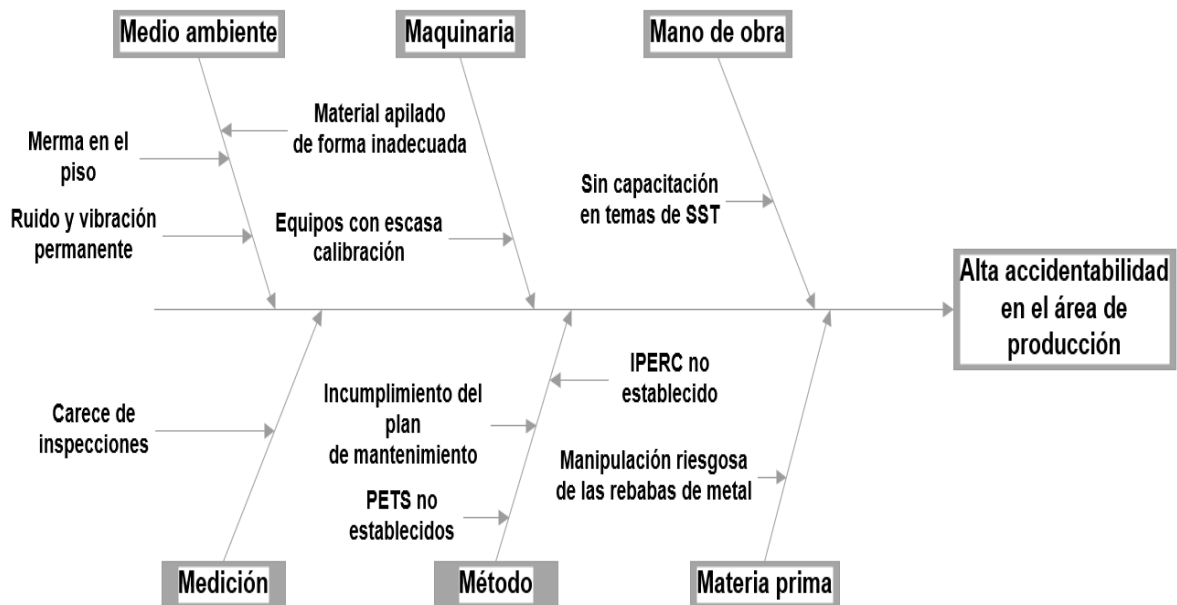 Medio ambiente
Maquinaria
Mano de obra
Material apilado
de forma inadecuada
Merma en el
piso
Sin capacitación
en temas de SST
Ruido y vibración
permanente
Equipos con escasa
calibración
Alta accidentabilidad
en el área de
producción
IPERC no
establecido
Incumplimiento del
plan
de mantenimiento
Carece de
inspecciones
Manipulación riesgosa
de las rebabas de metal
PETS no
establecidos
Medición
Método
Materia prima